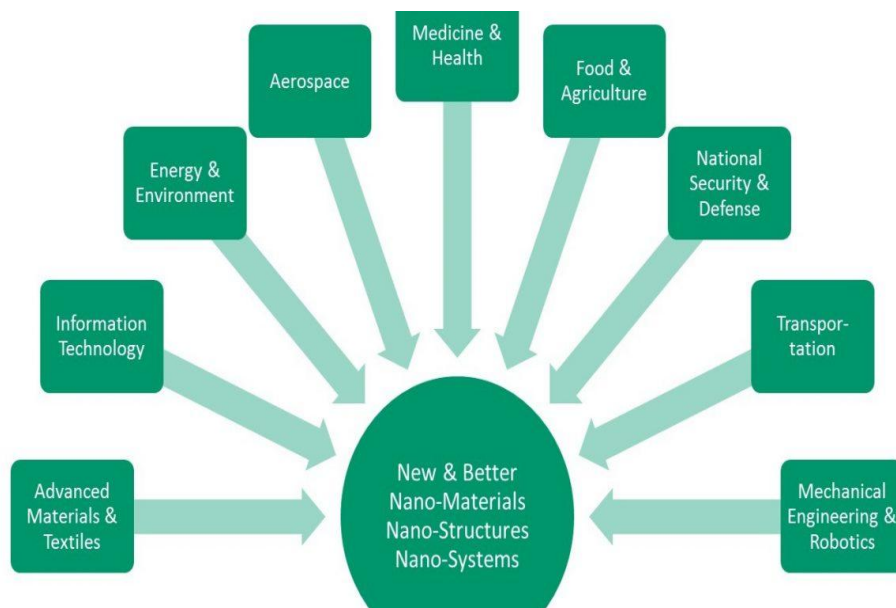 Medicine &
Health
Aerospace
Food &
Agriculture
Energy &
Environment
National
Security &
Defense
Information
Technology
Transpor-
tation
Advanced
Materials &
Textiles
New & Better
Nano-Materials
Nano-Structures
Nano-Systems
Mechanical
Engineering &
Robotics